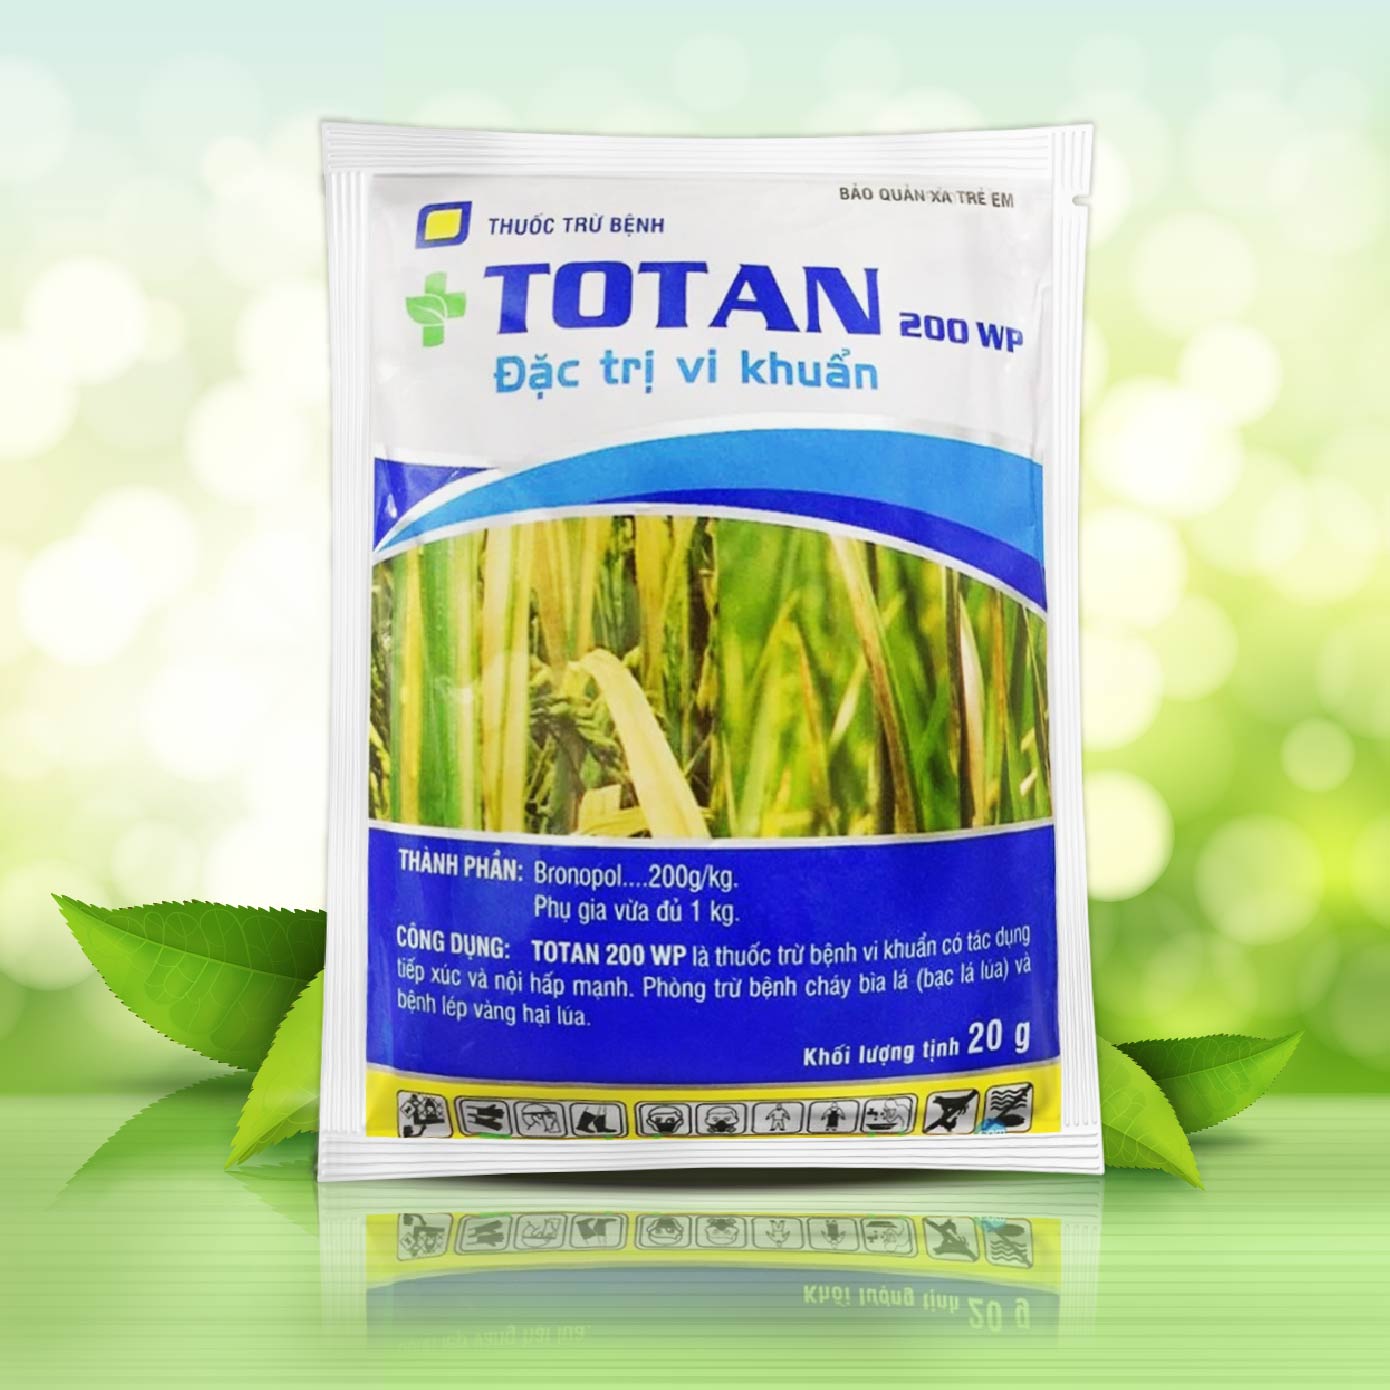 BẢO QUẢN XA TRẺ EM
THUỐC TRỪ BỆNH
TOTAN 200 WP
Đặc trị vi khuẩn
THÀNH PHẦN: Bronopol....200g/kg.
Phụ gia vừa đủ 1 kg.
CÔNG DỤNG: TOTAN 200 WP là thuốc trừ bệnh vi khuẩn có tác dụng
tiếp xúc và nội hấp mạnh. Phòng trừ bệnh cháy bìa lá (bạc lá lúa) và
bệnh lép vàng hại lúa.
Khối lượng tịnh 20 g